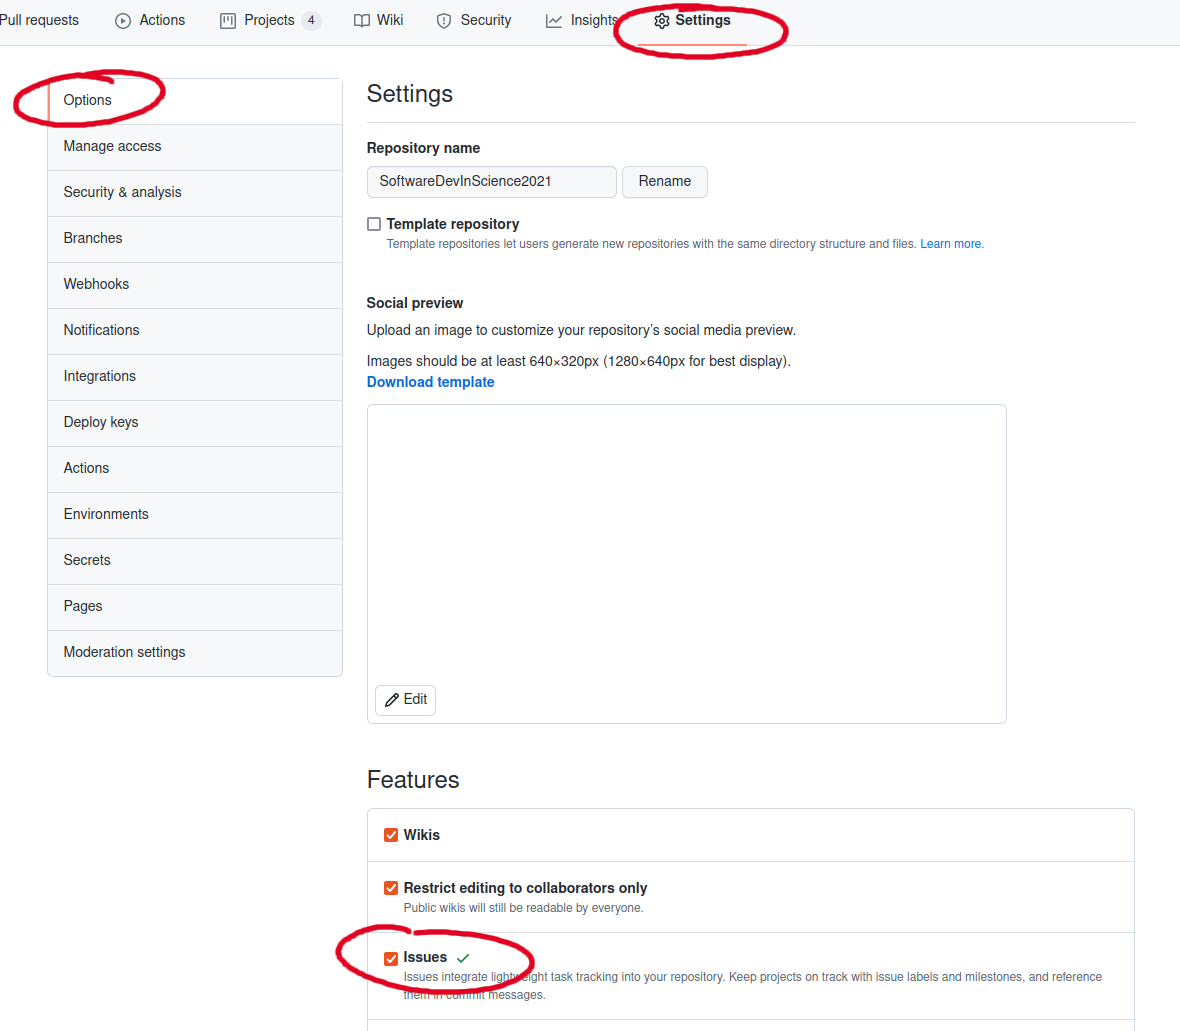 Pull requests Actions Projects 4 Wiki Security Insights Settings
Options
Manage access
Security & analysis
Branches
Webhooks
Notifications
Integrations
Deploy keys
Actions
Environments
Secrets
Pages
Moderation settings
Settings
Repository name
SoftwareDevInScience2021 Rename
Template repository
Template repositories let users generate new repositories with the same directory structure and files. Learn more.
Social preview
Upload an image to customize your repository's social media preview.
Images should be at least 640×320px (1280×640px for best display).
Download template
Edit
Features
Wikis
Restrict editing to collaborators only
Public wikis will still be readable by everyone.
Issues
Issues integrate lightweight task tracking into your repository. Keep projects on track with issue labels and milestones, and reference
them in commit messages.